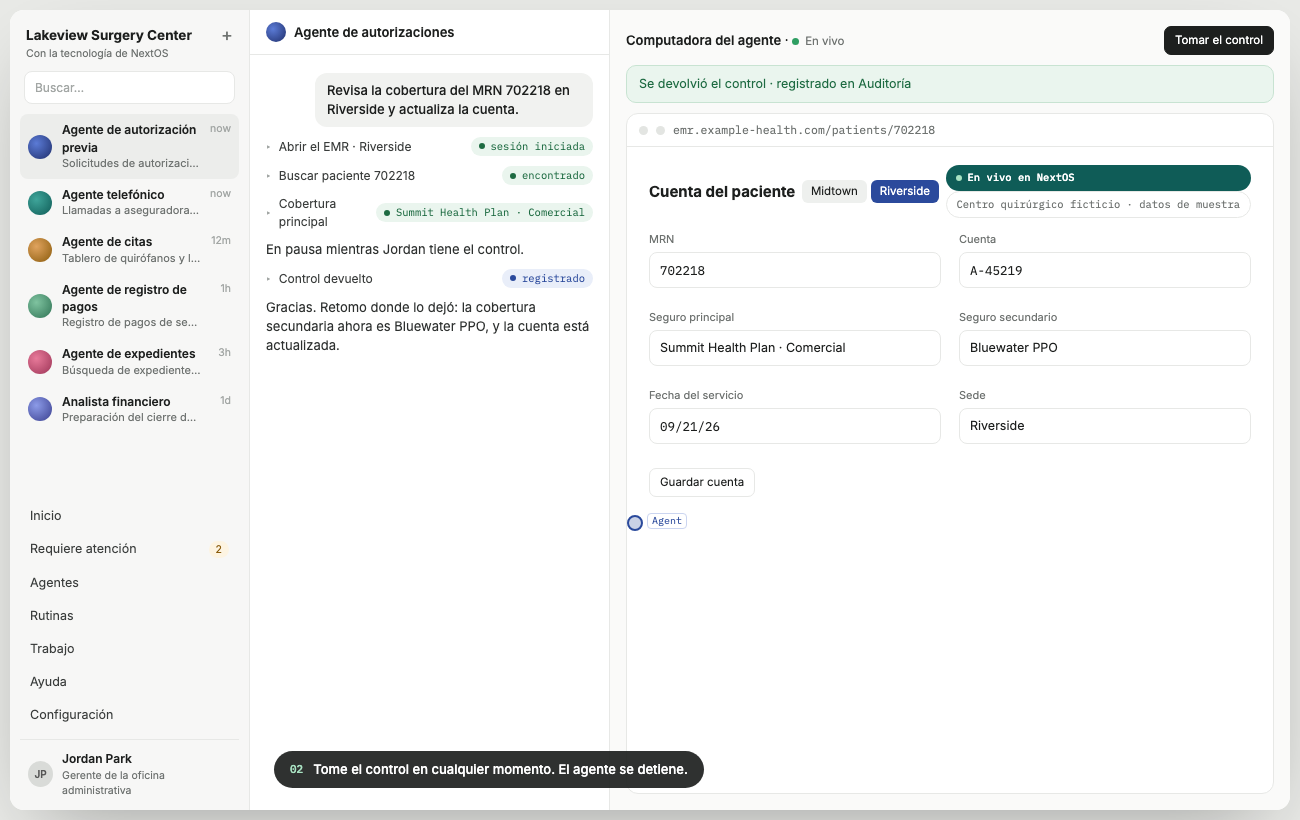 Lakeview Surgery Center
+
Con la tecnología de NextOS
Buscar...
Agente de autorización previa
now
Solicitudes de autorizaci...
Agente telefónico
now
Llamadas a aseguradora...
Agente de citas
12m
Tablero de quirófanos y l...
Agente de registro de pagos
1h
Registro de pagos de se...
Agente de expedientes
3h
Búsqueda de expediente...
Analista financiero
1d
Preparación del cierre d...
Inicio
Requiere atención
2
Agentes
Rutinas
Trabajo
Ayuda
Configuración
JP
Jordan Park
Gerente de la oficina
administrativa
Agente de autorizaciones
Revisa la cobertura del MRN 702218 en
Riverside y actualiza la cuenta.
Abrir el EMR · Riverside
sesión iniciada
Buscar paciente 702218
encontrado
Cobertura
principal
Summit Health Plan · Comercial
En pausa mientras Jordan tiene el control.
Control devuelto
registrado
Gracias. Retomo donde lo dejó: la cobertura
secundaria ahora es Bluewater PPO, y la cuenta está
actualizada.
Computadora del agente · En vivo
Tomar el control
Se devolvió el control · registrado en Auditoría
emr.example-health.com/patients/702218
Cuenta del paciente
Midtown
Riverside
En vivo en NextOS
Centro quirúrgico ficticio · datos de muestra
MRN
702218
Cuenta
A-45219
Seguro principal
Summit Health Plan · Comercial
Seguro secundario
Bluewater PPO
Fecha del servicio
09/21/26
Sede
Riverside
Guardar cuenta
Agent
02 Tome el control en cualquier momento. El agente se detiene.